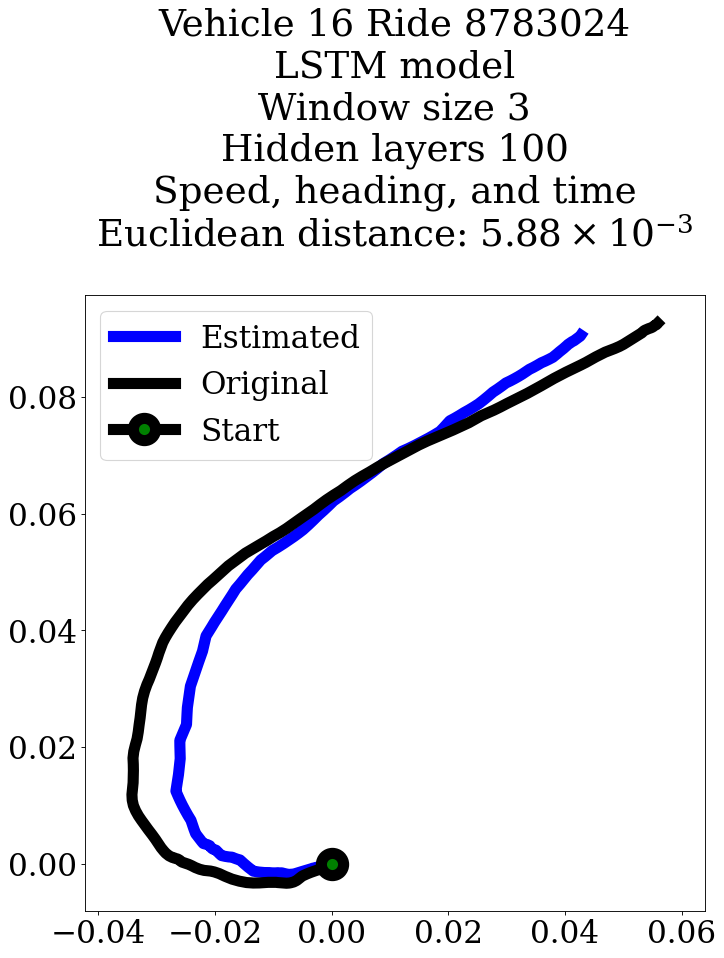 Vehicle 16 Ride 8783024
LSTM model
Window size 3
Hidden layers 100
Speed, heading, and time
Euclidean distance: 5.88 × 10⁻³
Estimated
Original
Start
0.08
0.06
0.04
0.02
0.00
−0.04 −0.02 0.00 0.02 0.04 0.06